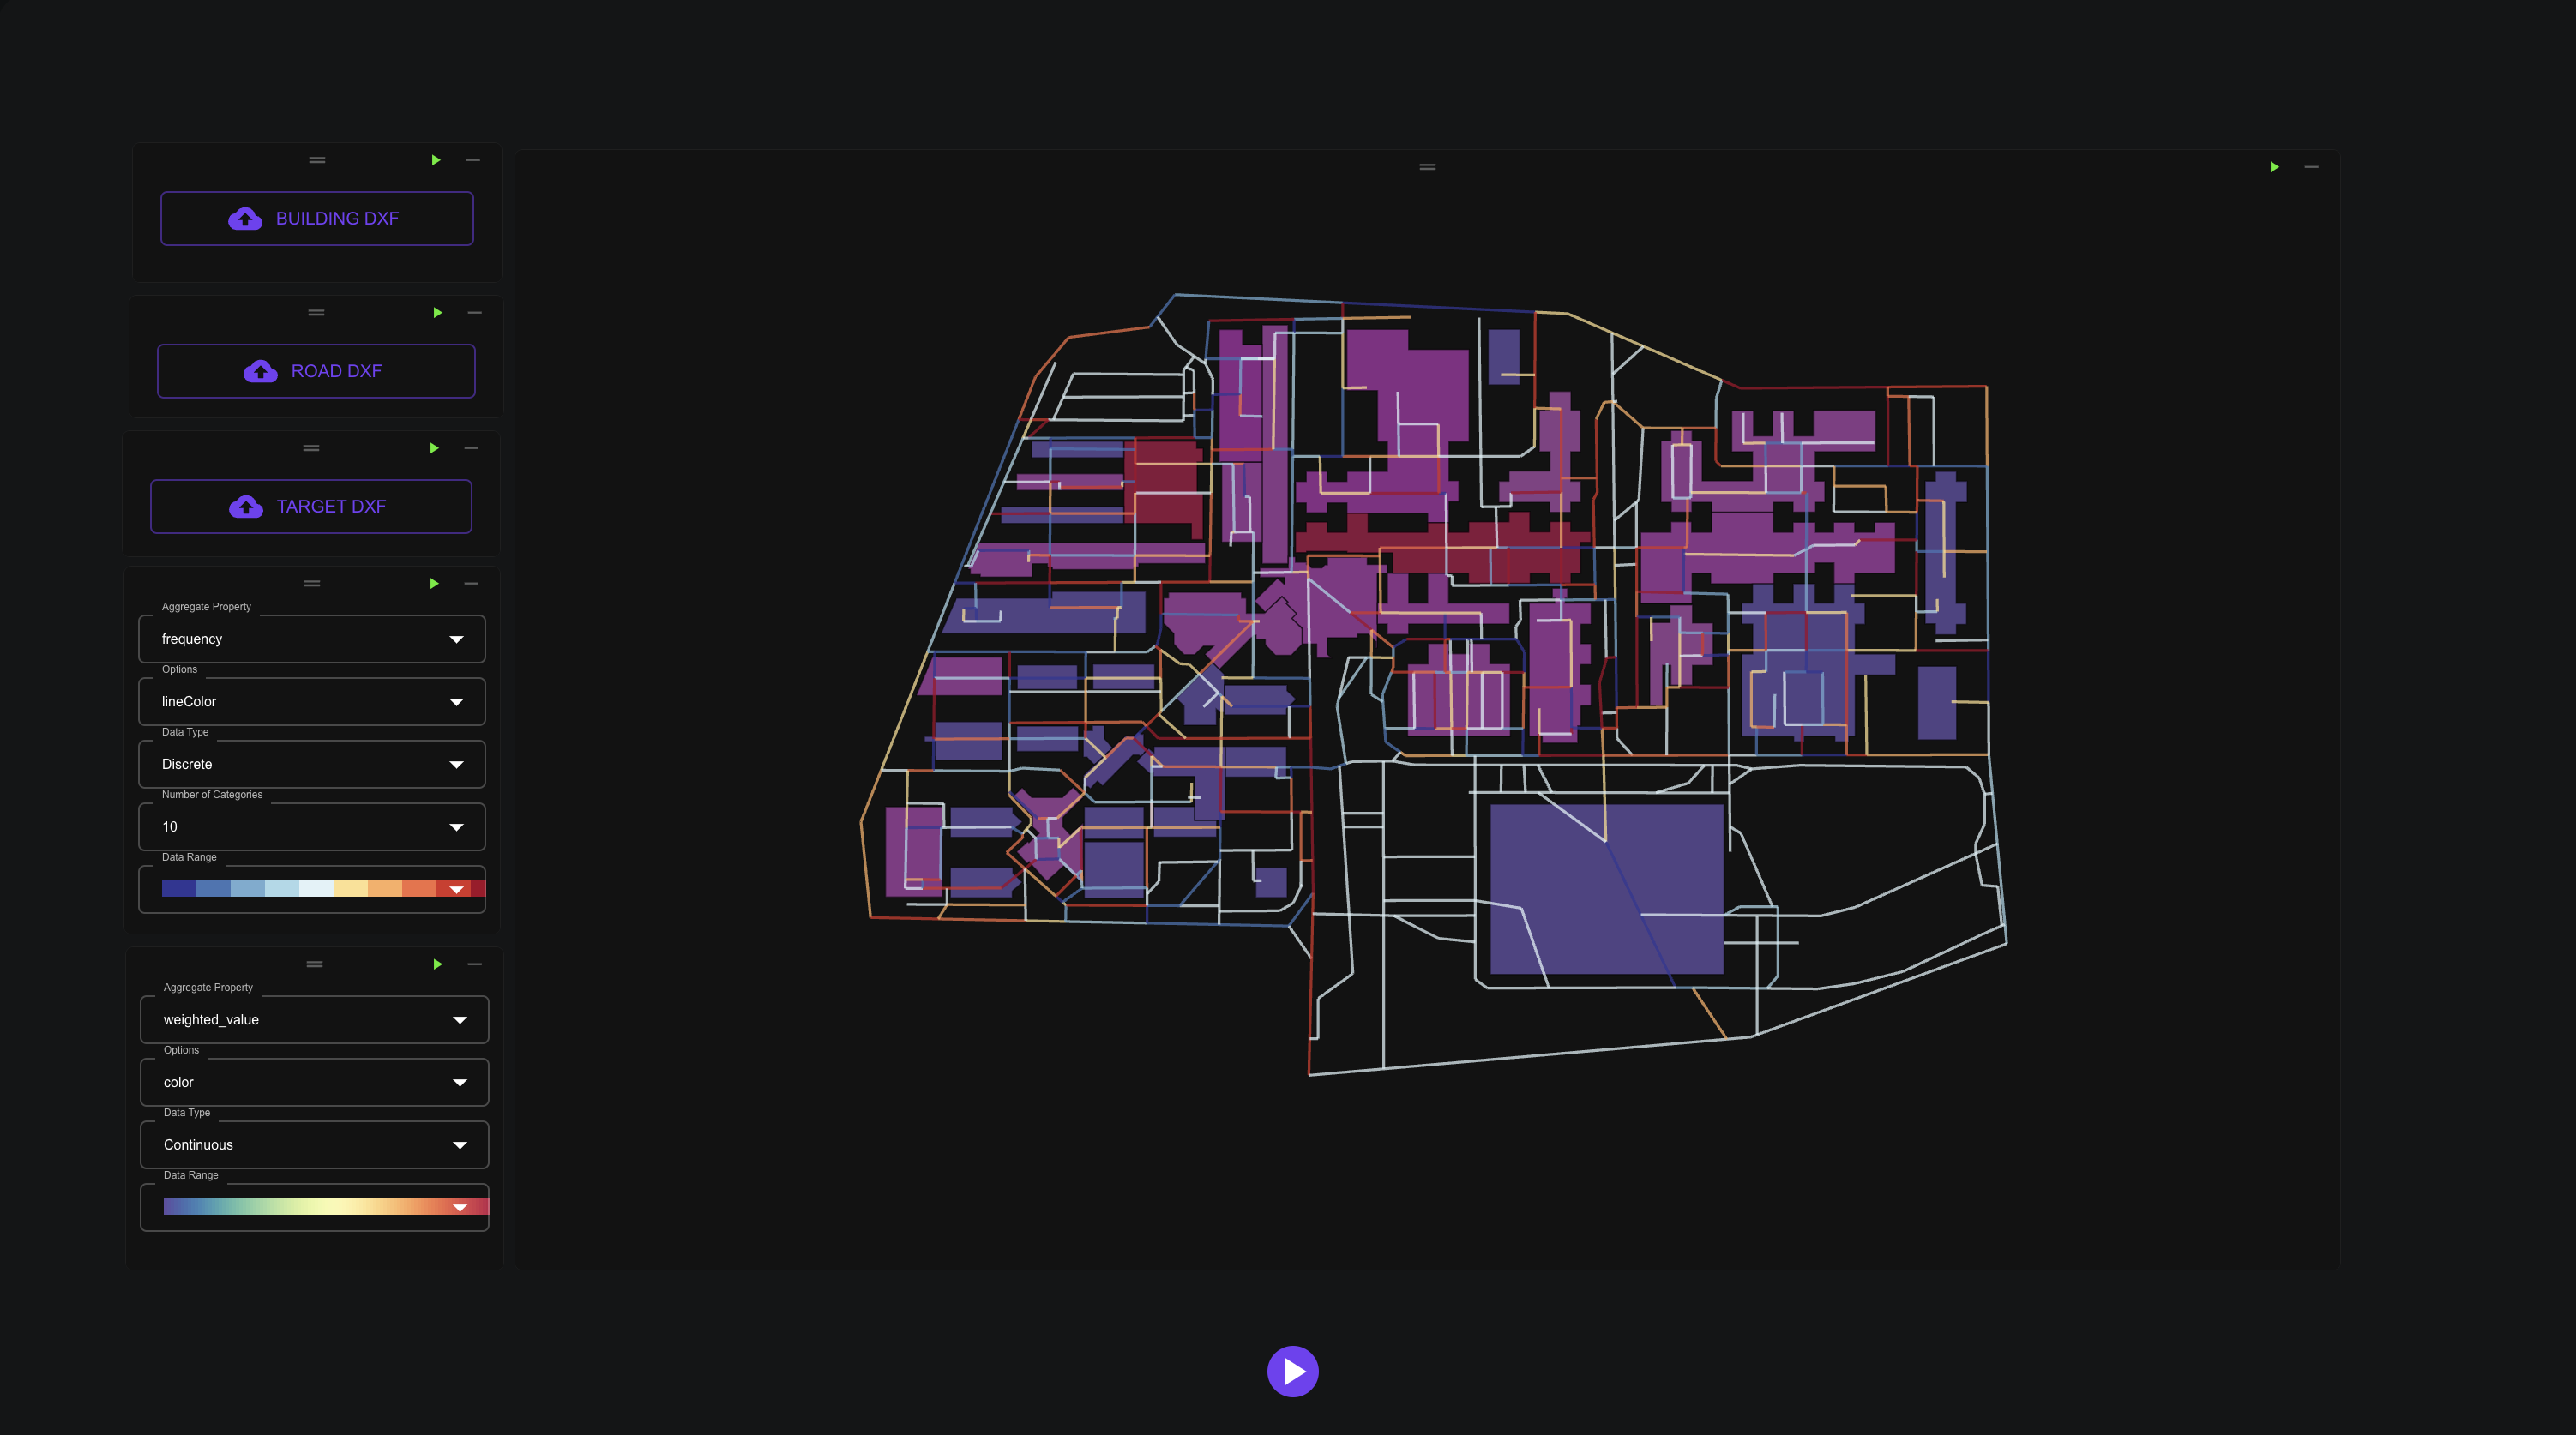 BUILDING DXF
ROAD DXF
TARGET DXF
Aggregate Property
frequency
Options
lineColor
Data Type
Discrete
Number of Categories
10
Data Range
Aggregate Property
weighted_value
Options
color
Data Type
Continuous
Data Range